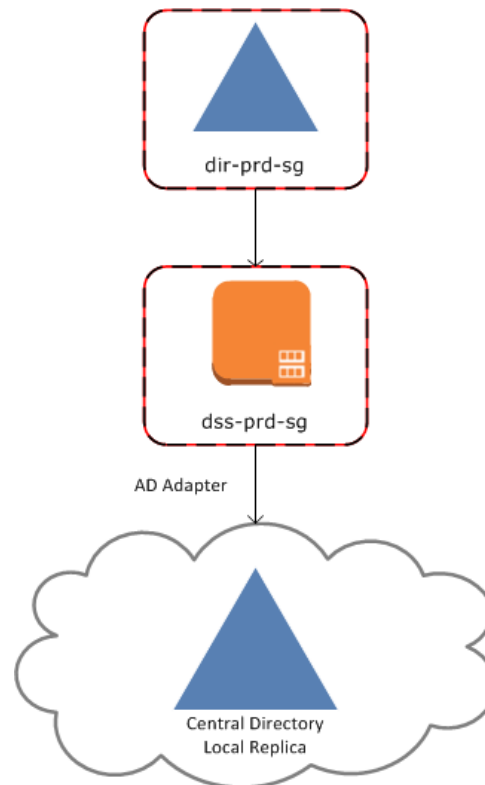 dir-prd-sg
dss-prd-sg
AD Adapter
Central Directory
Local Replica